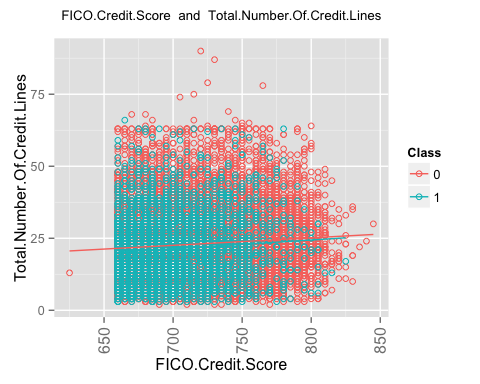 FICO.Credit.Score and Total.Number.Of.Credit.Lines
Total.Number.Of.Credit.Lines
75
50
25
0
650
700
750
800
850
FICO.Credit.Score
Class
0
1